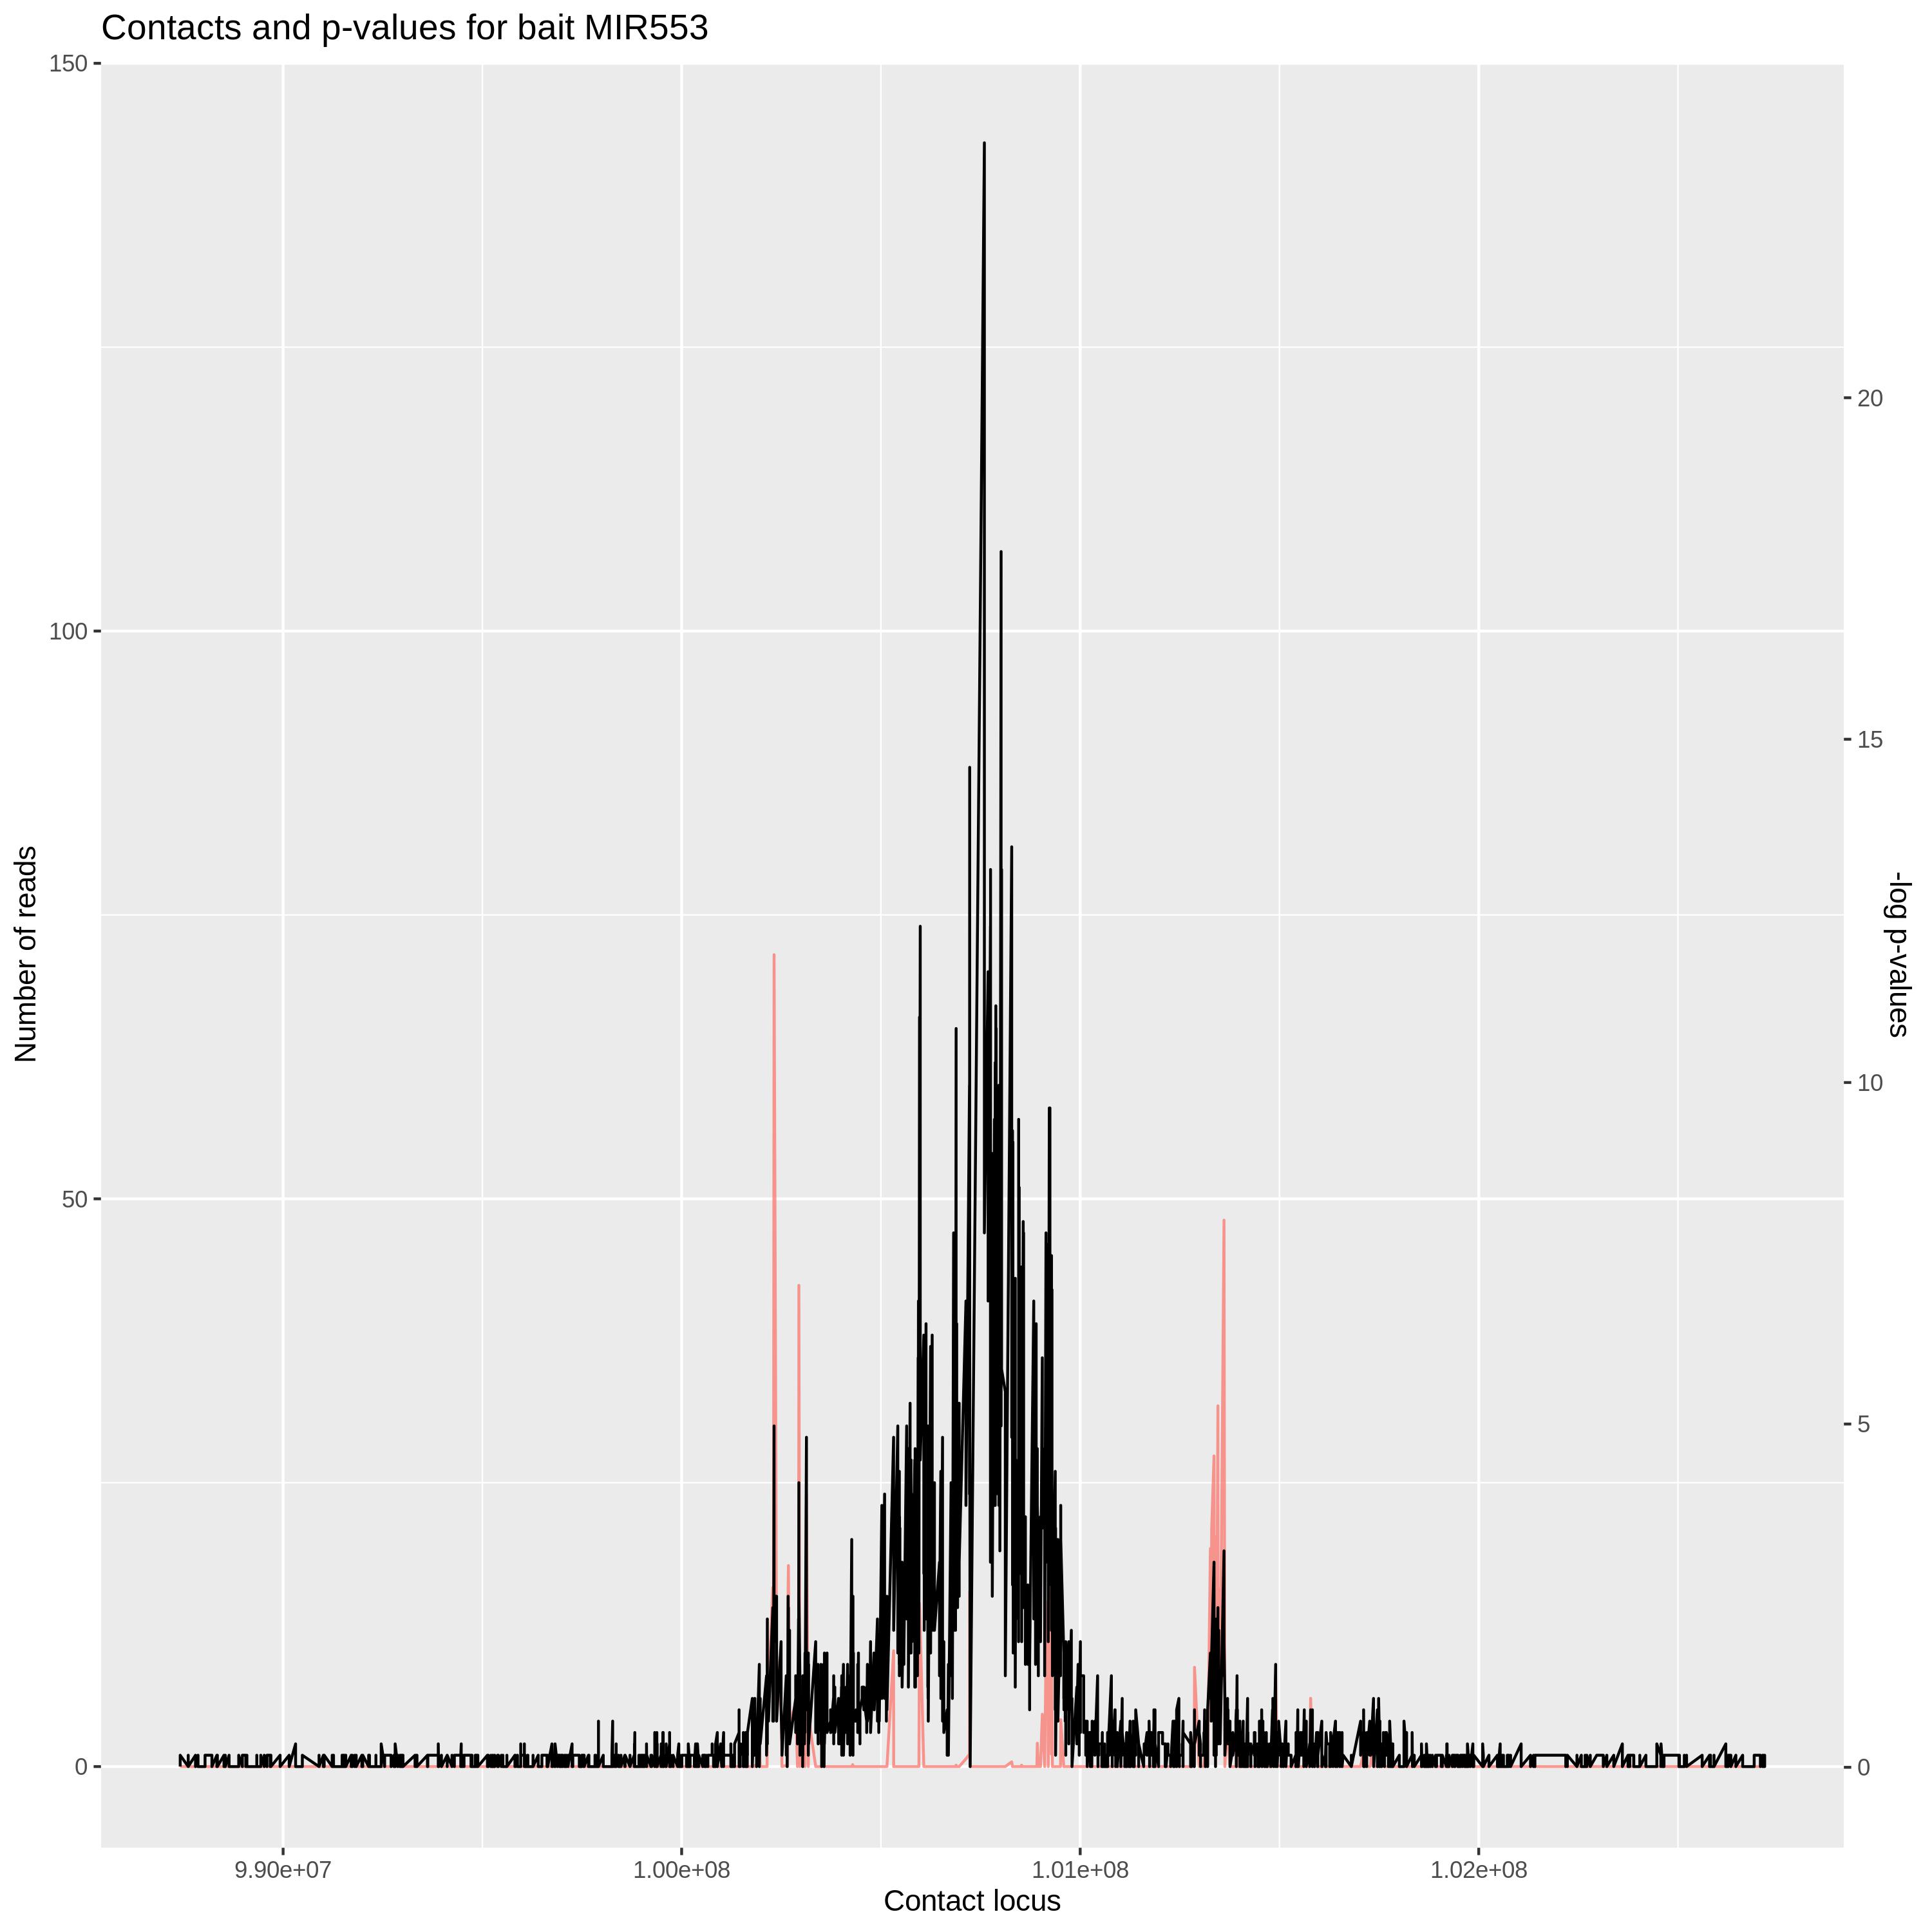 Contacts and p-values for bait MIR553
150
100
50
0
Number of reads
20
15
10
5
0
-log p-values
9.90e+07
1.00e+08
1.01e+08
1.02e+08
Contact locus